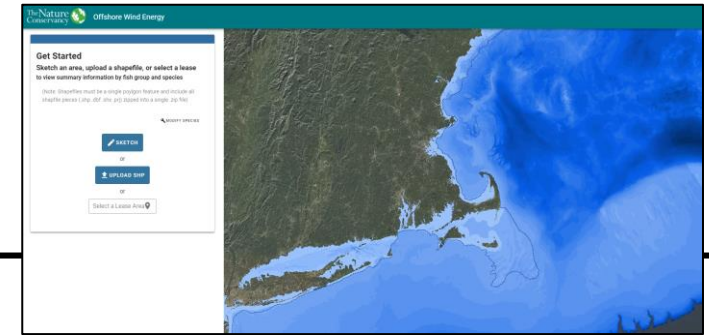 The Nature
Conservancy
Offshore Wind Energy
Get Started
Sketch an area, upload a shapefile, or select a lease
to view summary information by fish group and species
(Note: Shapefiles must be a single polygon feature and include all
shapfile pieces (.shp, .dbf, .shx, .prj) zipped into a single .zip file)
MODIFY SPECIES
SKETCH
or
UPLOAD SHP
or
Select a Lease Area